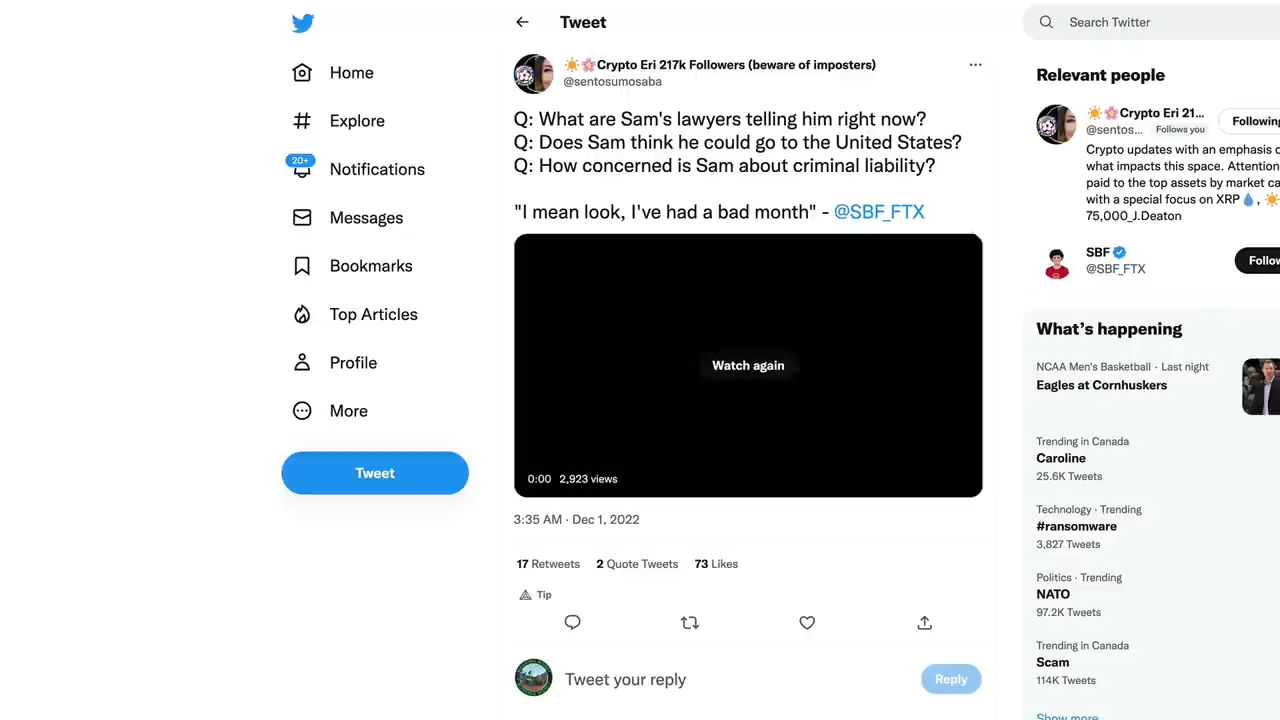 Tweet
Search Twitter
Home
Explore
20+
Notifications
Messages
Bookmarks
Top Articles
Profile
More
Tweet
☀️🌸Crypto Eri 217k Followers (beware of imposters)
@sentosumosaba
Q: What are Sam's lawyers telling him right now?
Q: Does Sam think he could go to the United States?
Q: How concerned is Sam about criminal liability?
"I mean look, I've had a bad month" - @SBF_FTX
Watch again
0:00 2,923 views
3:35 AM · Dec 1, 2022
17 Retweets 2 Quote Tweets 73 Likes
Tip
Tweet your reply
Reply
Relevant people
☀️🌸Crypto Eri 21...
@sentos... Follows you
Following
Crypto updates with an emphasis o
what impacts this space. Attention
paid to the top assets by market ca
with a special focus on XRP💧, ☀️
75,000_J.Deaton
SBF
@SBF_FTX
Follow
What's happening
NCAA Men's Basketball · Last night
Eagles at Cornhuskers
Trending in Canada
Caroline
25.6K Tweets
Technology · Trending
#ransomware
3,827 Tweets
Politics · Trending
NATO
97.2K Tweets
Trending in Canada
Scam
114K Tweets
Show more